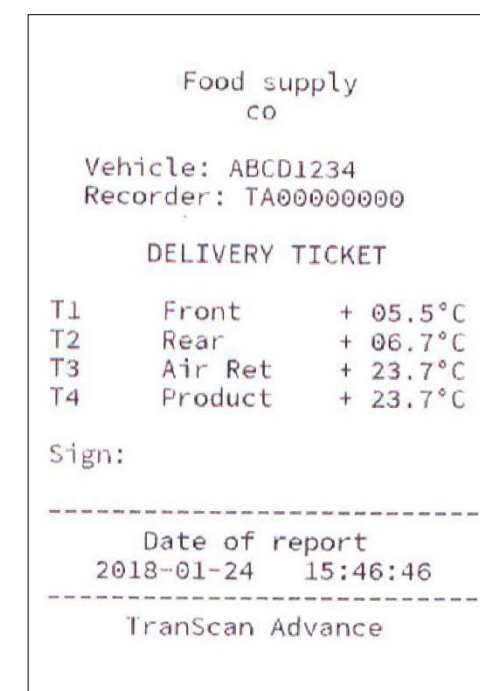 Food supply
co
Vehicle: ABCD1234
Recorder: TA00000000
DELIVERY TICKET
T1 Front + 05.5°C
T2 Rear + 06.7°C
T3 Air Ret + 23.7°C
T4 Product + 23.7°C
Sign:
Date of report
2018-01-24 15:46:46
TranScan Advance